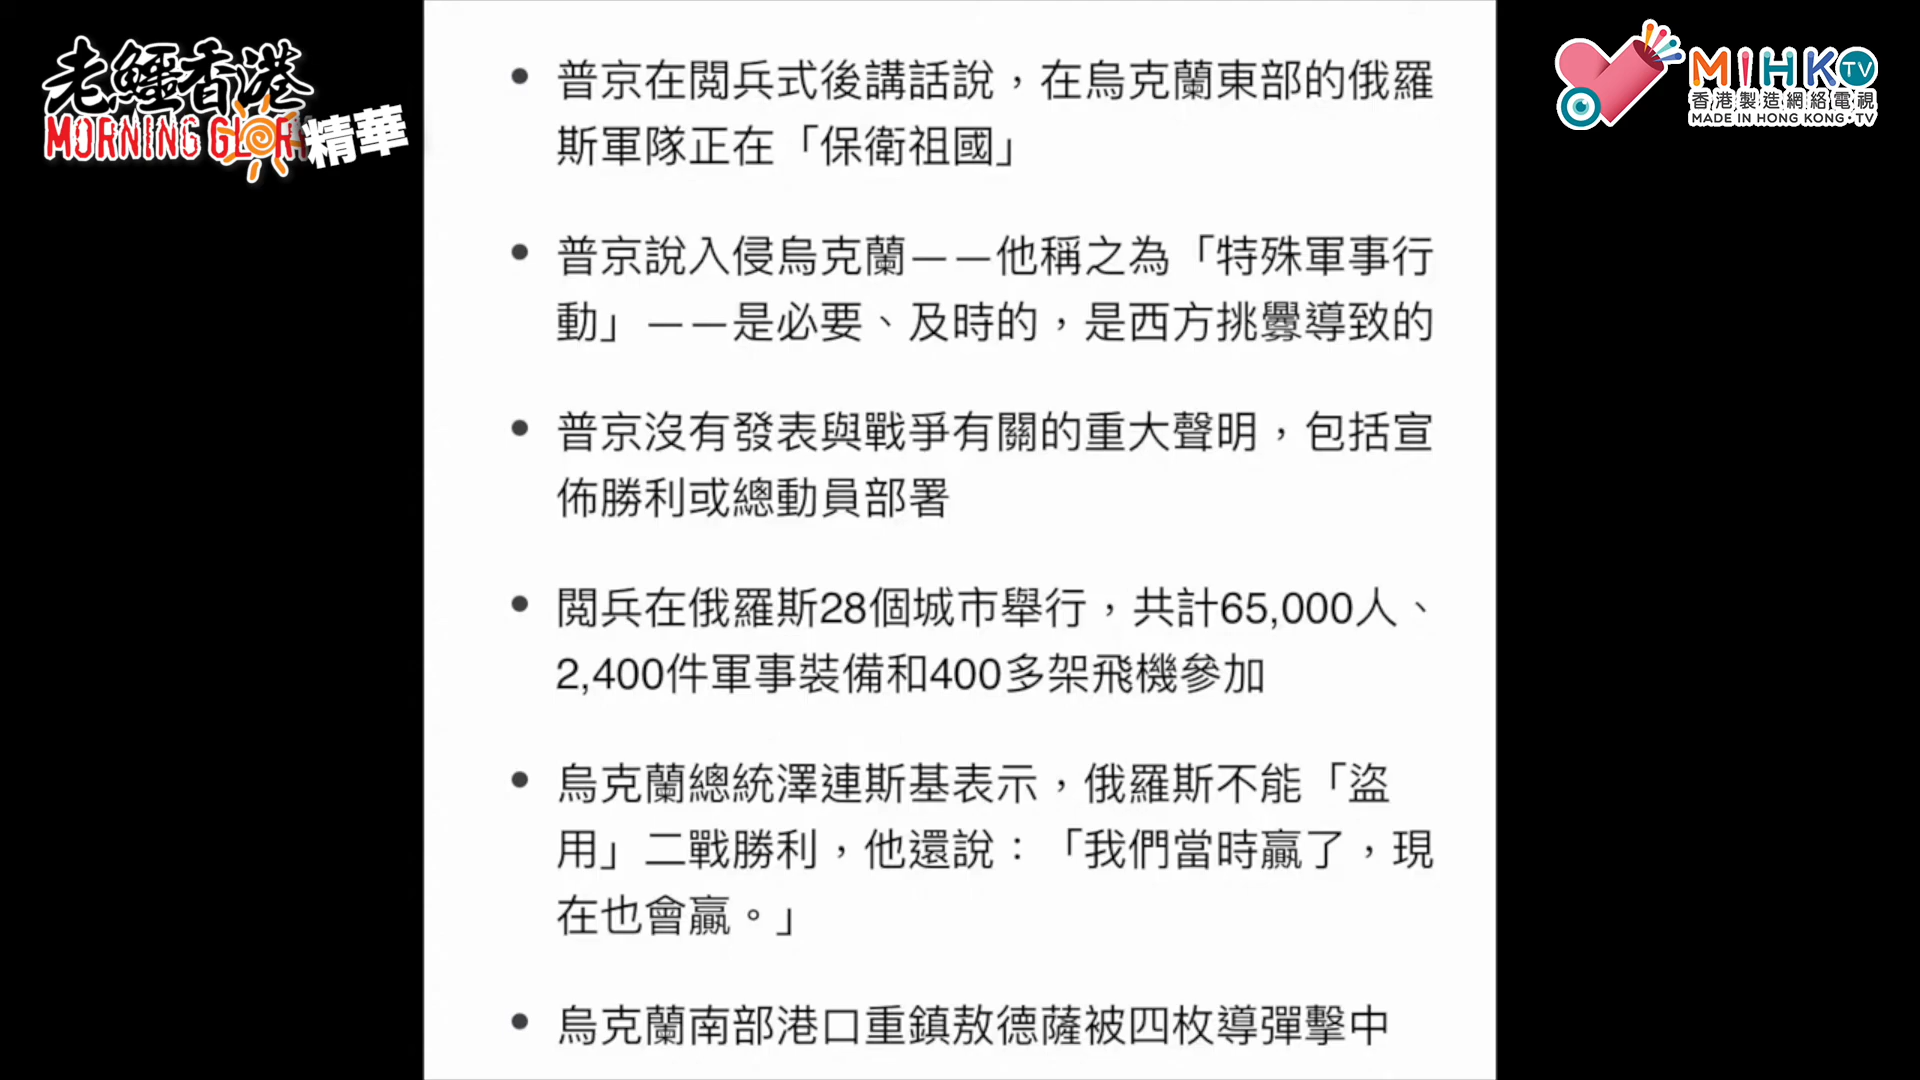 老鱷香港
MORNING GLORY精華
MIHK TV
香港製造網絡電視
MADE IN HONG KONG·TV
• 普京在閱兵式後講話說，在烏克蘭東部的俄羅
斯軍隊正在「保衛祖國」
• 普京說入侵烏克蘭——他稱之為「特殊軍事行
動」——是必要、及時的，是西方挑釁導致的
• 普京沒有發表與戰爭有關的重大聲明，包括宣
佈勝利或總動員部署
• 閱兵在俄羅斯28個城市舉行，共計65,000人、
2,400件軍事裝備和400多架飛機參加
• 烏克蘭總統澤連斯基表示，俄羅斯不能「盜
用」二戰勝利，他還說：「我們當時贏了，現
在也會贏。」
• 烏克蘭南部港口重鎮敖德薩被四枚導彈擊中